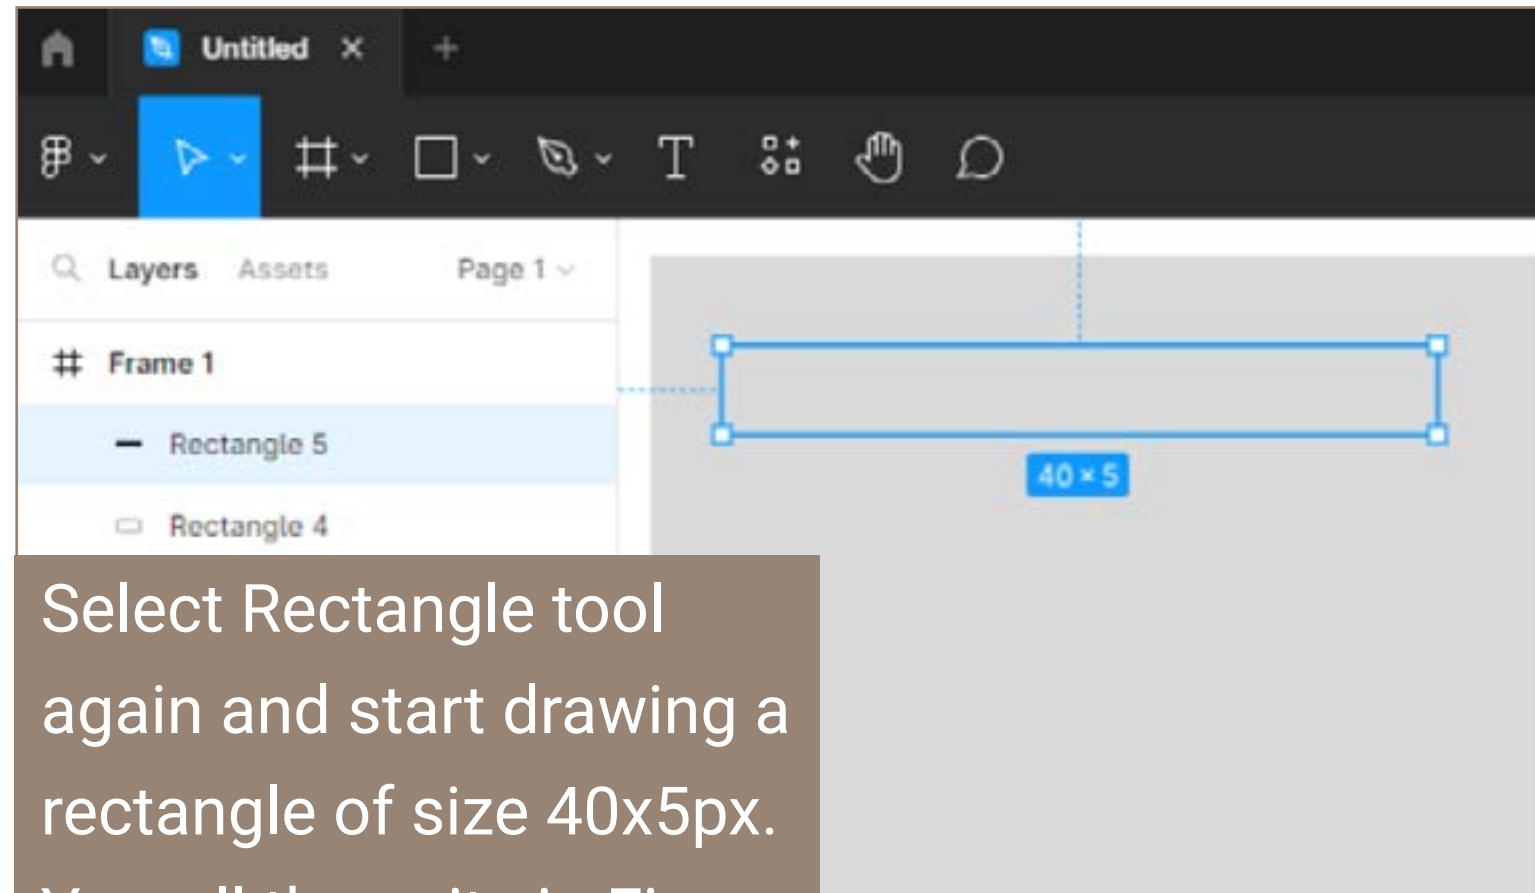 Untitled
Layers Assets Page 1
Frame 1
Rectangle 5
Rectangle 4
40 × 5
Select Rectangle tool
again and start drawing a
rectangle of size 40x5px.